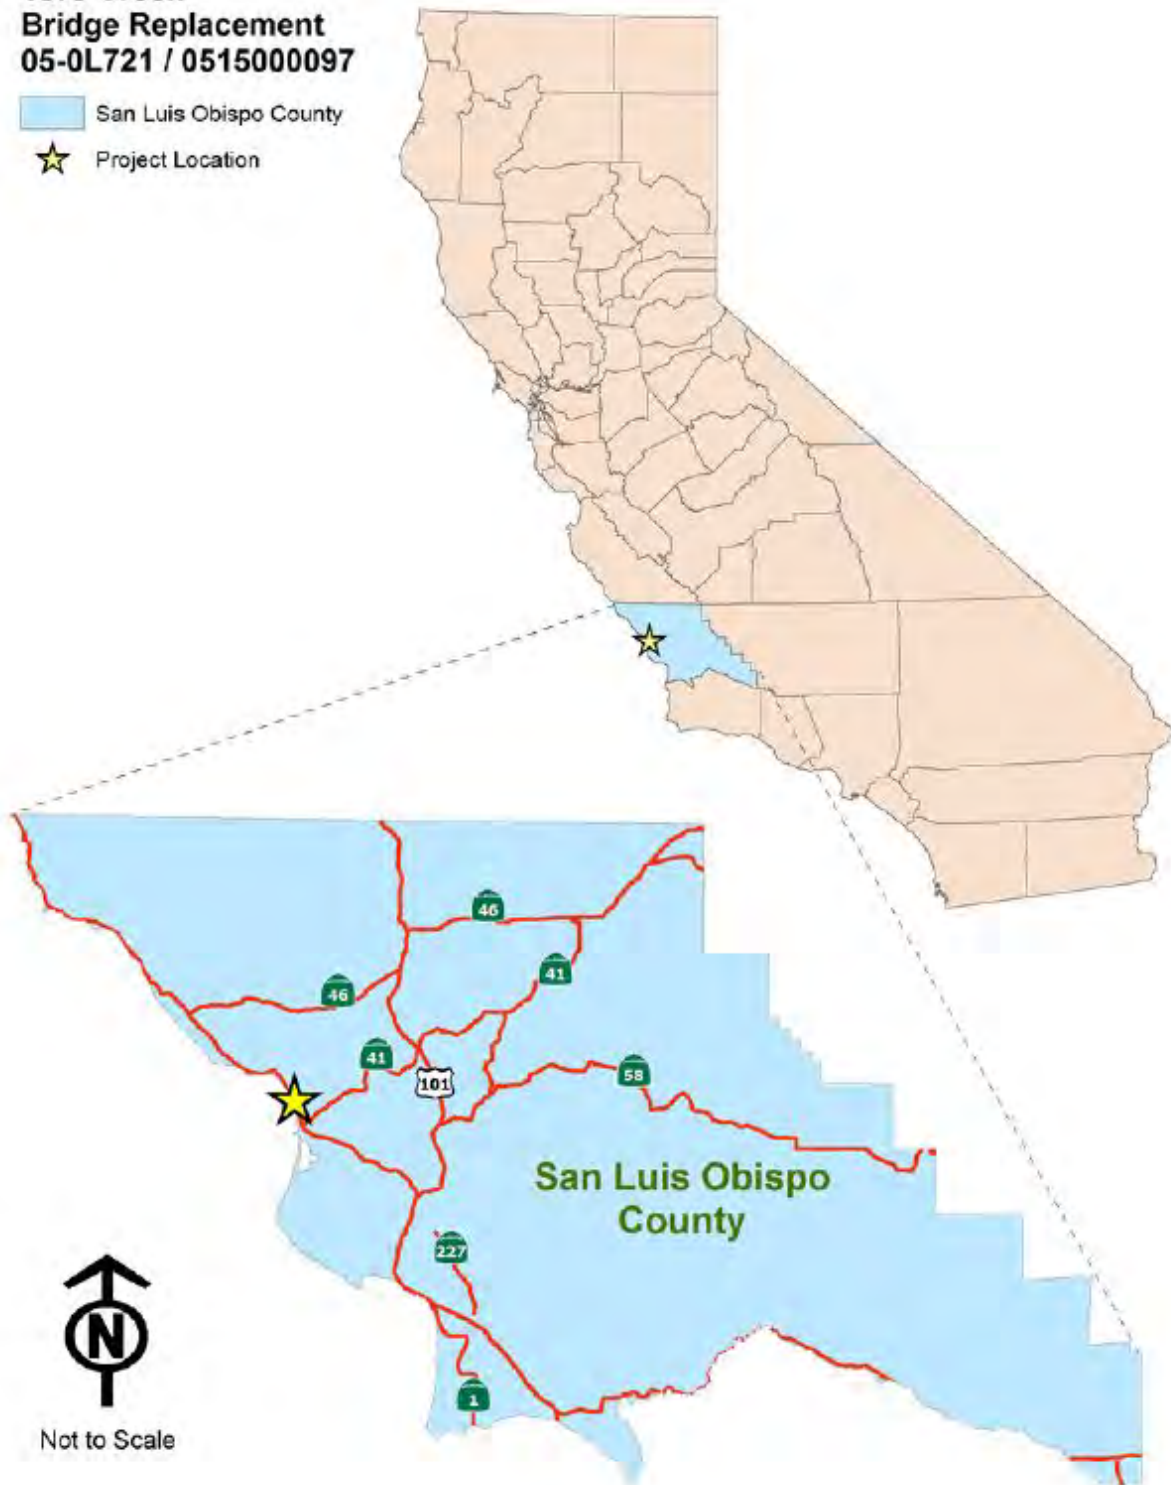 Bridge Replacement
05-0L721 / 0515000097
San Luis Obispo County
Project Location
46
41
46
41
101
58
San Luis Obispo
County
227
N
1
Not to Scale